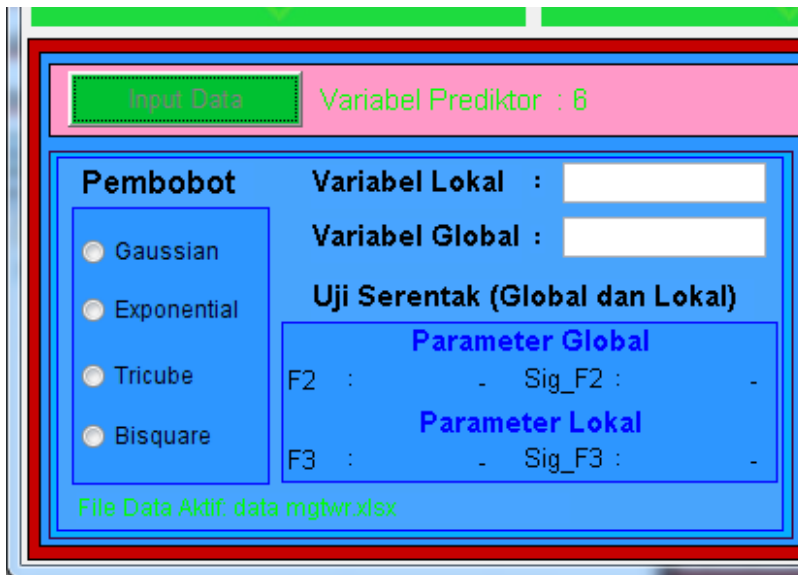 Input Data
Variabel Prediktor : 6
Pembobot
Gaussian
Exponential
Tricube
Bisquare
Variabel Lokal :
Variabel Global :
Uji Serentak (Global dan Lokal)
Parameter Global
F2 : - Sig_F2 : -
Parameter Lokal
F3 : - Sig_F3 : -
File Data Aktif: data mgtwr.xlsx